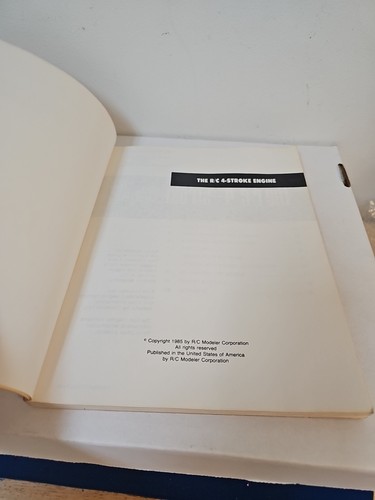 THE R/C 4-STROKE ENGINE
© Copyright 1985 by R/C Modeler Corporation
All rights reserved
Published in the United States of America
by R/C Modeler Corporation